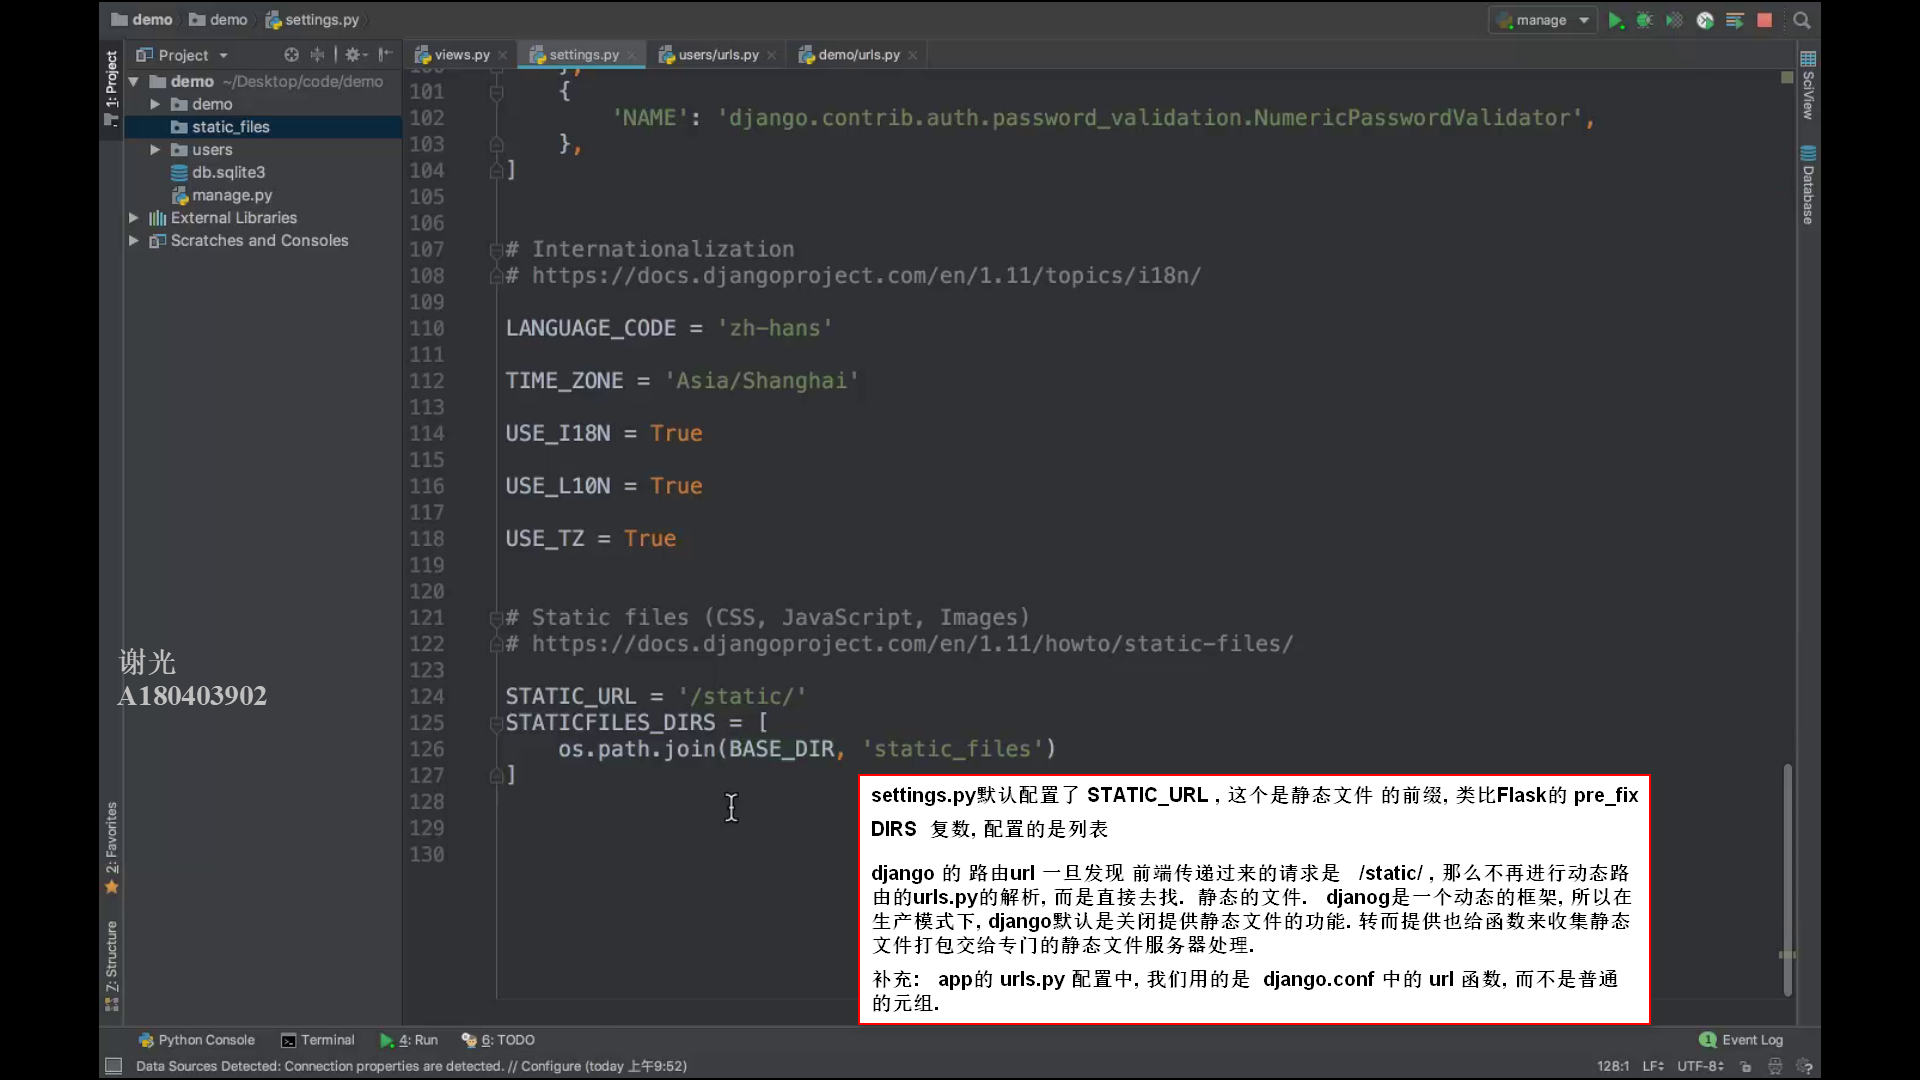 demo demo settings.py
manage
1: Project
Project
views.py settings.py users/urls.py demo/urls.py
demo ~/Desktop/code/demo
demo
static_files
users
db.sqlite3
manage.py
External Libraries
Scratches and Consoles
101 {
102 'NAME': 'django.contrib.auth.password_validation.NumericPasswordValidator',
103 },
104 ]
105
106
107 # Internationalization
108 # https://docs.djangoproject.com/en/1.11/topics/i18n/
109
110 LANGUAGE_CODE = 'zh-hans'
111
112 TIME_ZONE = 'Asia/Shanghai'
113
114 USE_I18N = True
115
116 USE_L10N = True
117
118 USE_TZ = True
119
120
121 # Static files (CSS, JavaScript, Images)
122 # https://docs.djangoproject.com/en/1.11/howto/static-files/
123
124 STATIC_URL = '/static/'
125 STATICFILES_DIRS = [
126 os.path.join(BASE_DIR, 'static_files')
127 ]
128
129
130
SciView
Database
谢光
A180403902
2: Favorites
7: Structure
settings.py默认配置了 STATIC_URL , 这个是静态文件 的前缀, 类比Flask的 pre_fix
DIRS 复数, 配置的是列表
django 的 路由url 一旦发现 前端传递过来的请求是 /static/ , 那么不再进行动态路
由的urls.py的解析, 而是直接去找. 静态的文件. djanog是一个动态的框架, 所以在
生产模式下, django默认是关闭提供静态文件的功能. 转而提供也给函数来收集静态
文件打包交给专门的静态文件服务器处理.
补充: app的 urls.py 配置中, 我们用的是 django.conf 中的 url 函数, 而不是普通
的元组.
Python Console Terminal 4: Run 6: TODO
1 Event Log
Data Sources Detected: Connection properties are detected. // Configure (today 上午9:52)
128:1 LF UTF-8